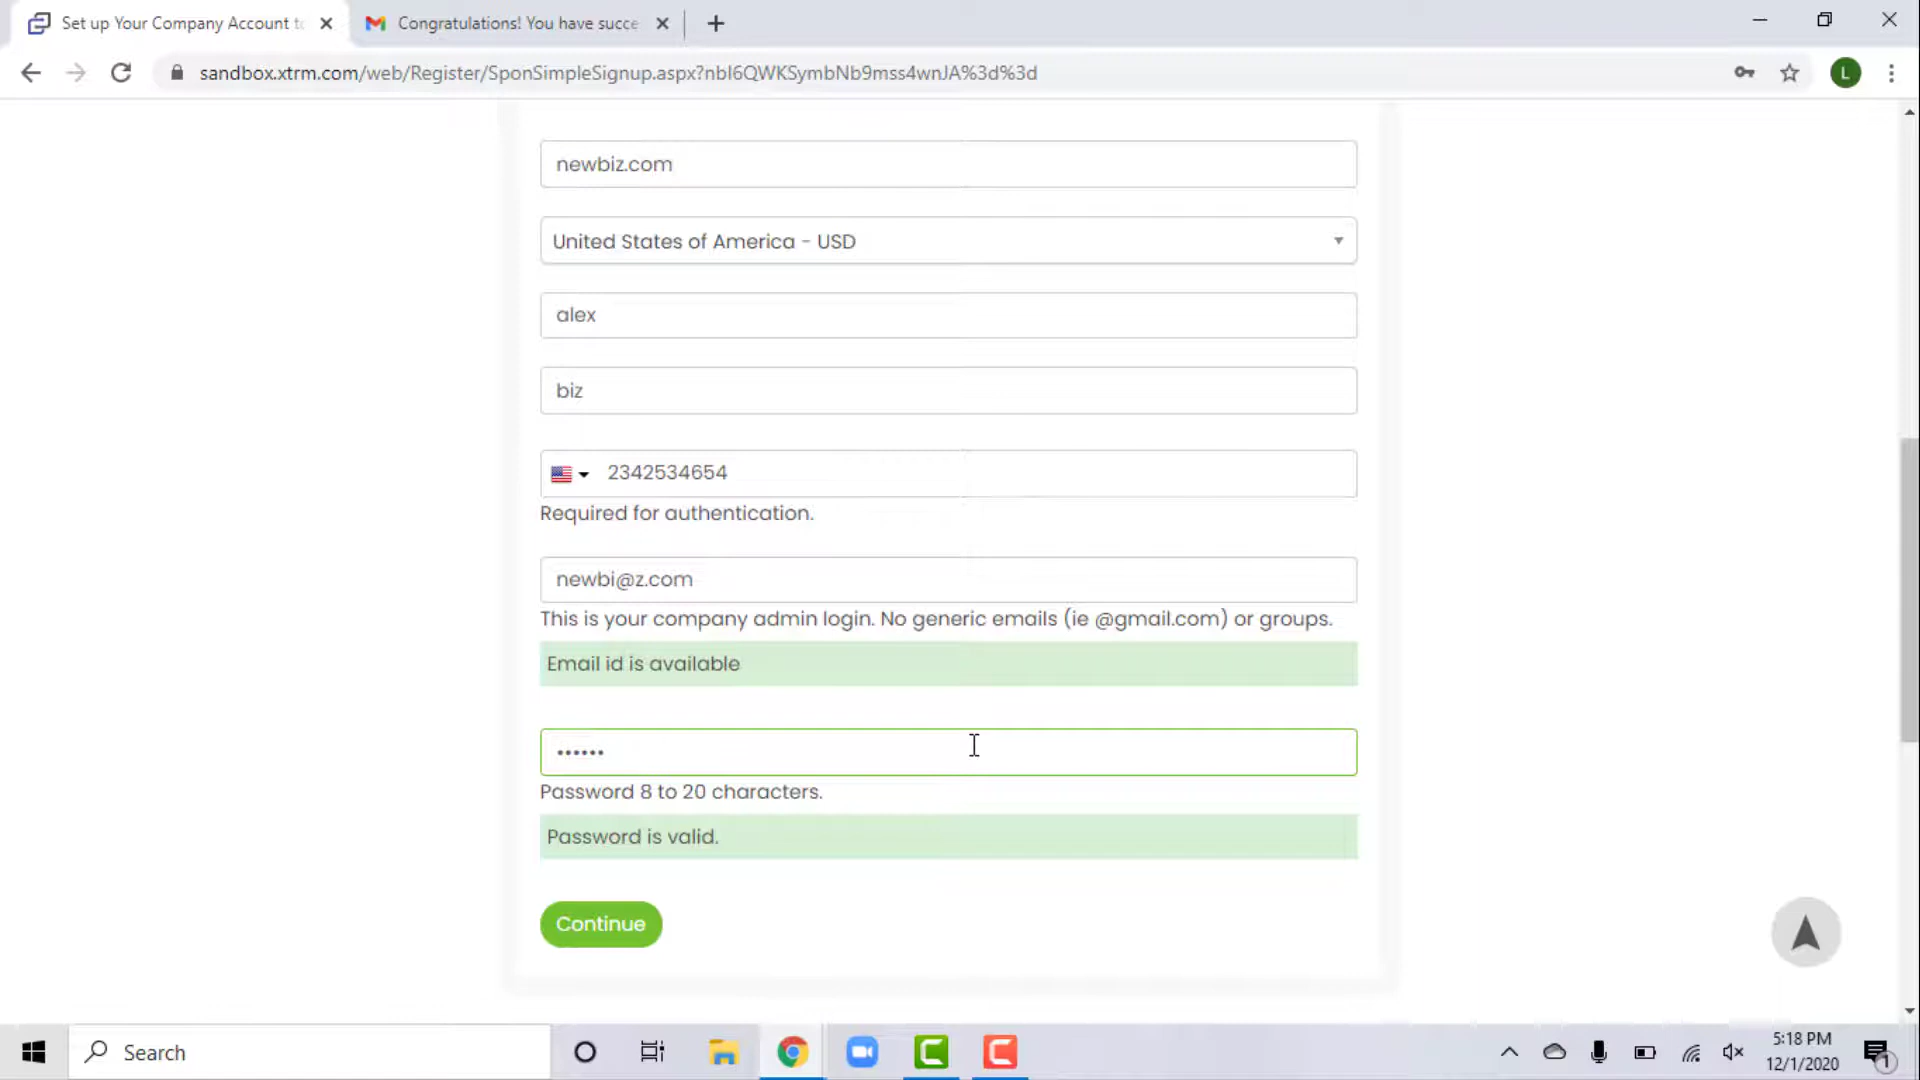 Set up Your Company Account to
Congratulations! You have succe
sandbox.xtrm.com/web/Register/SponSimpleSignup.aspx?nbI6QWKSymbNb9mss4wnJA%3d%3d
L
newbiz.com
United States of America - USD
alex
biz
2342534654
Required for authentication.
newbi@z.com
This is your company admin login. No generic emails (ie @gmail.com) or groups.
Email id is available
••••••
Password 8 to 20 characters.
Password is valid.
Continue
Search
5:18 PM
12/1/2020
1